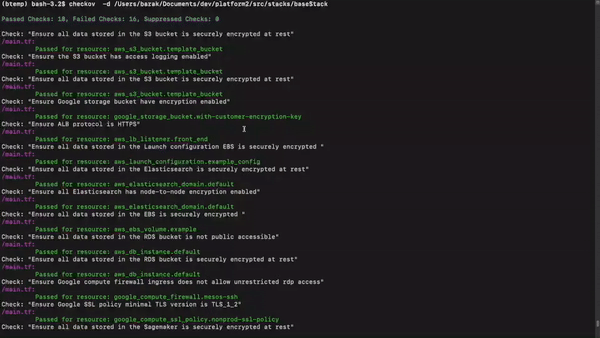 (btemp) bash-3.2$ checkov -d /Users/barak/Documents/dev/platform2/src/stacks/baseStack
Passed Checks: 18, Failed Checks: 16, Suppressed Checks: 0
Check: "Ensure all data stored in the S3 bucket is securely encrypted at rest"
/main.tf:
Passed for resource: aws_s3_bucket.template_bucket
Check: "Ensure the S3 bucket has access logging enabled"
/main.tf:
Passed for resource: aws_s3_bucket.template_bucket
Check: "Ensure all data stored in the S3 bucket is securely encrypted at rest"
/main.tf:
Passed for resource: aws_s3_bucket.template_bucket
Check: "Ensure Google storage bucket have encryption enabled"
/main.tf:
Passed for resource: google_storage_bucket.with-customer-encryption-key
Check: "Ensure ALB protocol is HTTPS"
/main.tf:
Passed for resource: aws_lb_listener.front_end
Check: "Ensure all data stored in the Launch configuration EBS is securely encrypted "
/main.tf:
Passed for resource: aws_launch_configuration.example_config
Check: "Ensure all data stored in the Elasticsearch is securely encrypted at rest"
/main.tf:
Passed for resource: aws_elasticsearch_domain.default
Check: "Ensure all Elasticsearch has node-to-node encryption enabled"
/main.tf:
Passed for resource: aws_elasticsearch_domain.default
Check: "Ensure all data stored in the EBS is securely encrypted "
/main.tf:
Passed for resource: aws_ebs_volume.example
Check: "Ensure all data stored in the RDS bucket is not public accessible"
/main.tf:
Passed for resource: aws_db_instance.default
Check: "Ensure all data stored in the RDS bucket is securely encrypted at rest"
/main.tf:
Passed for resource: aws_db_instance.default
Check: "Ensure Google compute firewall ingress does not allow unrestricted rdp access"
/main.tf:
Passed for resource: google_compute_firewall.mesos-ssh
Check: "Ensure Google SSL policy minimal TLS version is TLS_1_2"
/main.tf:
Passed for resource: google_compute_ssl_policy.nonprod-ssl-policy
Check: "Ensure all data stored in the Sagemaker is securely encrypted at rest"